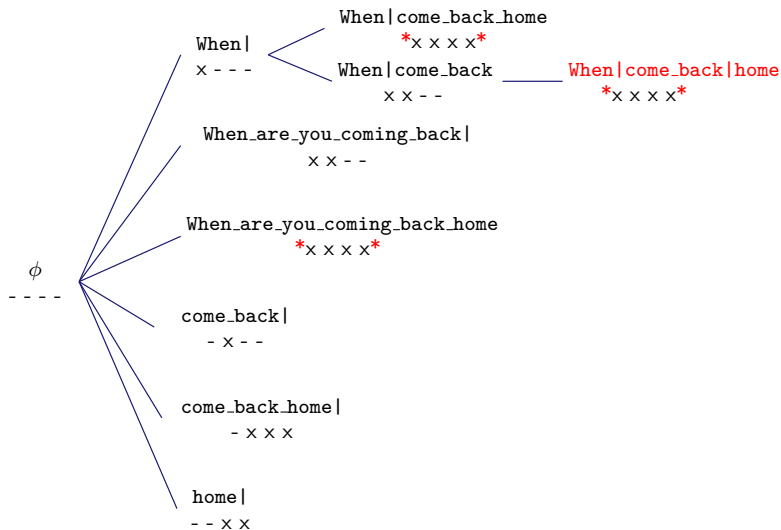 When|come_back_home
*x x x x*
When|
x - - -
When|come_back
x x - -
When|come_back|home
*x x x x*
When_are_you_coming_back|
x x - -
When_are_you_coming_back_home
*x x x x*
ϕ
- - - -
come_back|
- x - -
come_back_home|
- x x x
home|
- - x x